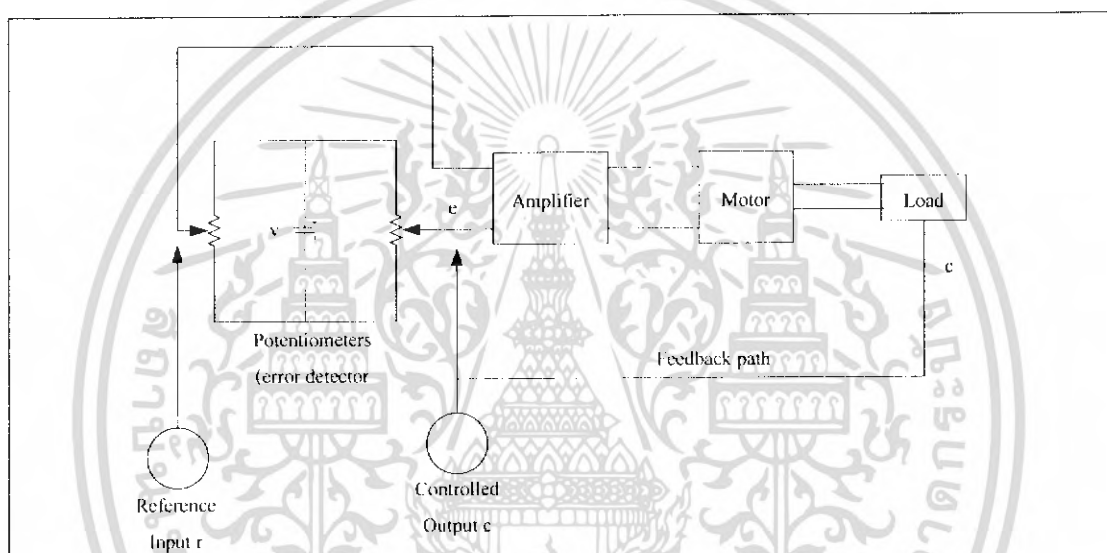 Amplifier
Motor
Load
e
v
c
Potentiometers
(error detector
Feedback path
Reference
Input r
Controlled
Output c